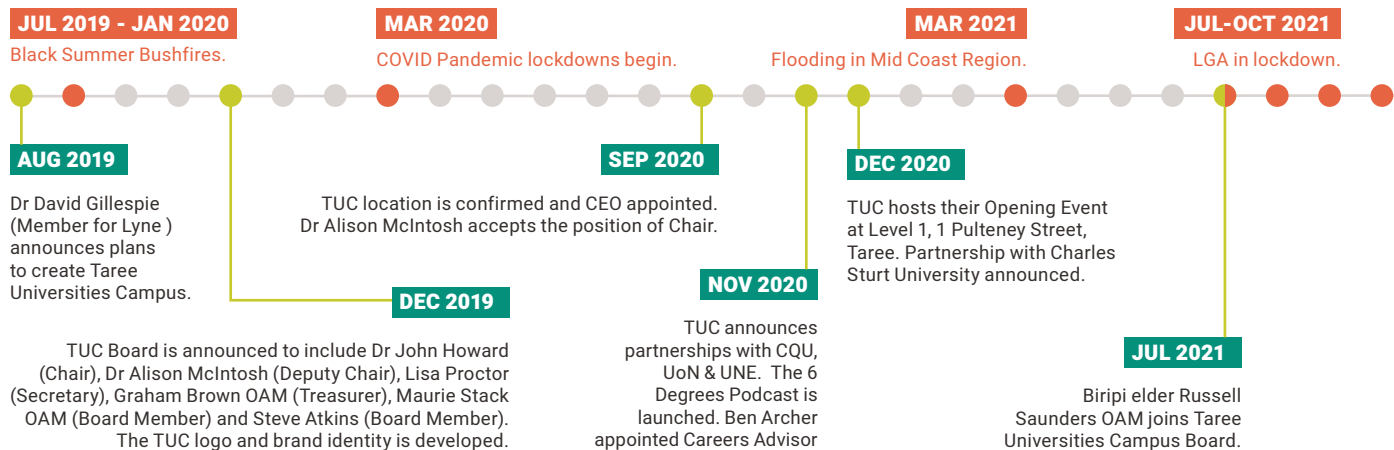 JUL 2019 - JAN 2020
Black Summer Bushfires.
MAR 2020
COVID Pandemic lockdowns begin.
MAR 2021
Flooding in Mid Coast Region.
JUL-OCT 2021
LGA in lockdown.
AUG 2019
Dr David Gillespie
(Member for Lyne )
announces plans
to create Taree
Universities Campus.
DEC 2019
TUC Board is announced to include Dr John Howard
(Chair), Dr Alison McIntosh (Deputy Chair), Lisa Proctor
(Secretary), Graham Brown OAM (Treasurer), Maurie Stack
OAM (Board Member) and Steve Atkins (Board Member).
The TUC logo and brand identity is developed.
SEP 2020
TUC location is confirmed and CEO appointed.
Dr Alison McIntosh accepts the position of Chair.
NOV 2020
TUC announces
partnerships with CQU,
UoN & UNE. The 6
Degrees Podcast is
launched. Ben Archer
appointed Careers Advisor
DEC 2020
TUC hosts their Opening Event
at Level 1, 1 Pulteney Street,
Taree. Partnership with Charles
Sturt University announced.
JUL 2021
Biripi elder Russell
Saunders OAM joins Taree
Universities Campus Board.